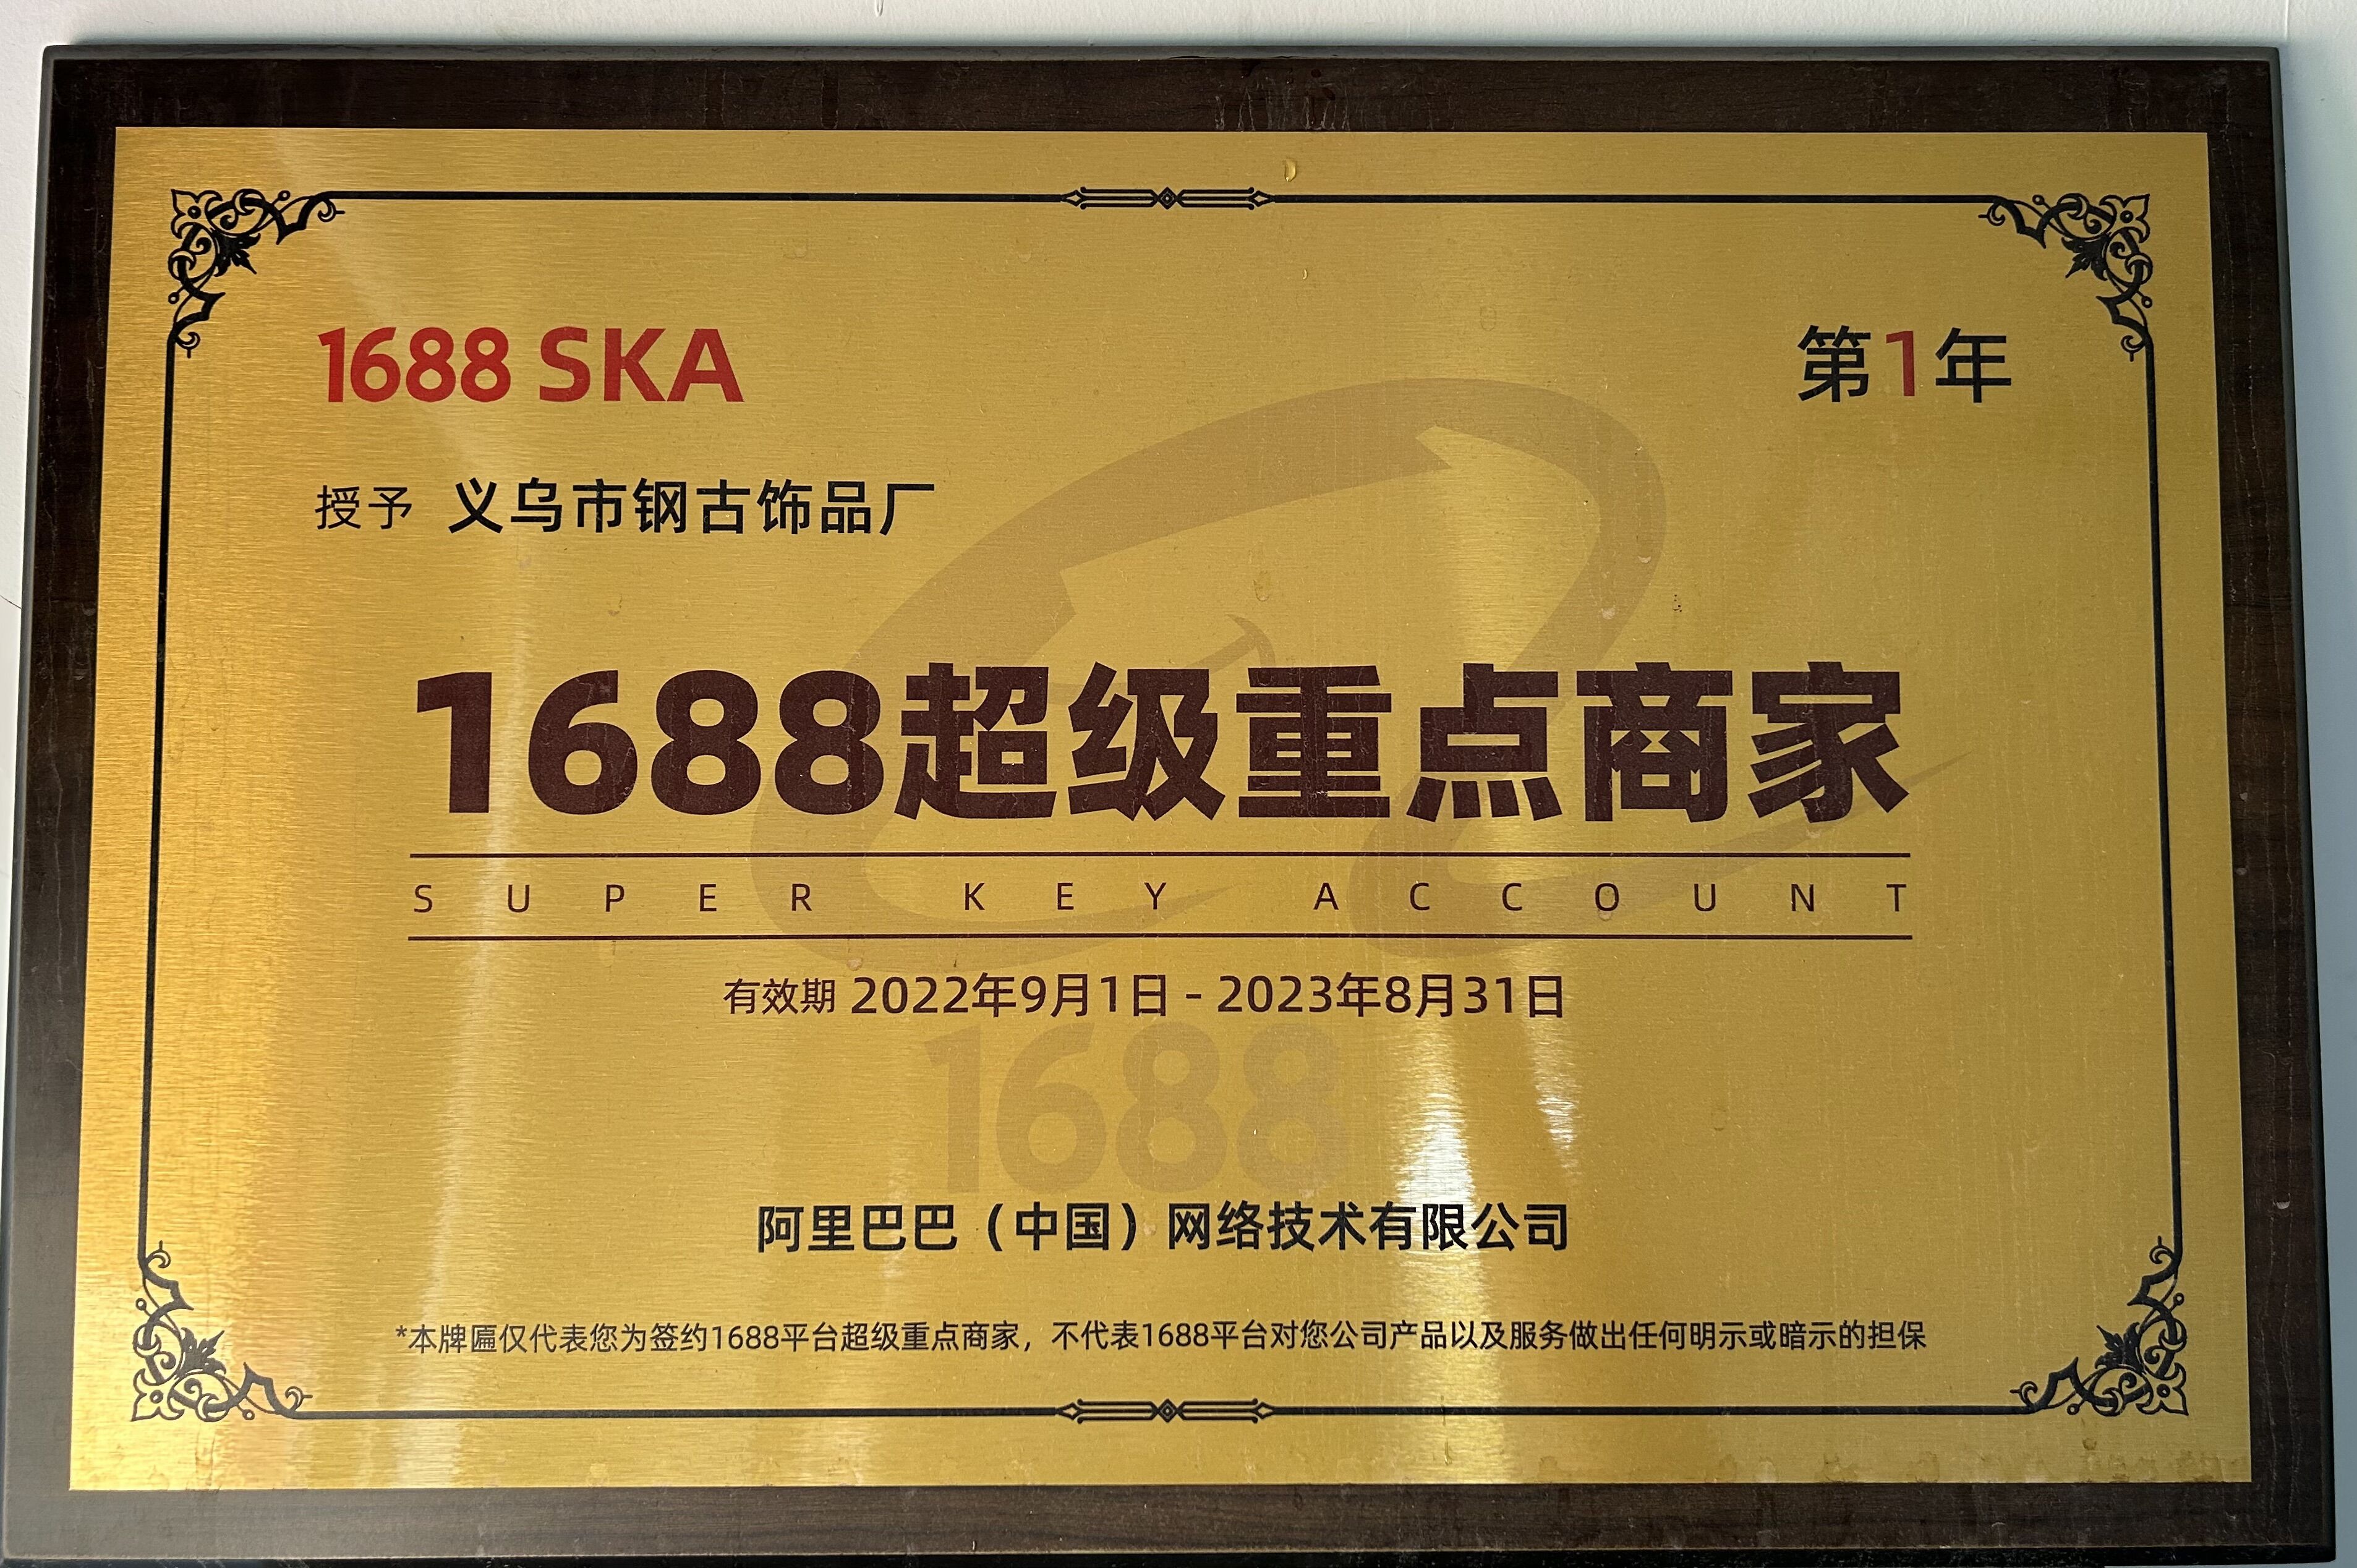 1688 SKA
第1年
授予 义乌市钢古饰品厂
1688超级重点商家
SUPER KEY ACCOUNT
有效期 2022年9月1日 - 2023年8月31日
1688
阿里巴巴（中国）网络技术有限公司
*本牌匾仅代表您为签约1688平台超级重点商家，不代表1688平台对您公司产品以及服务做出任何明示或暗示的担保